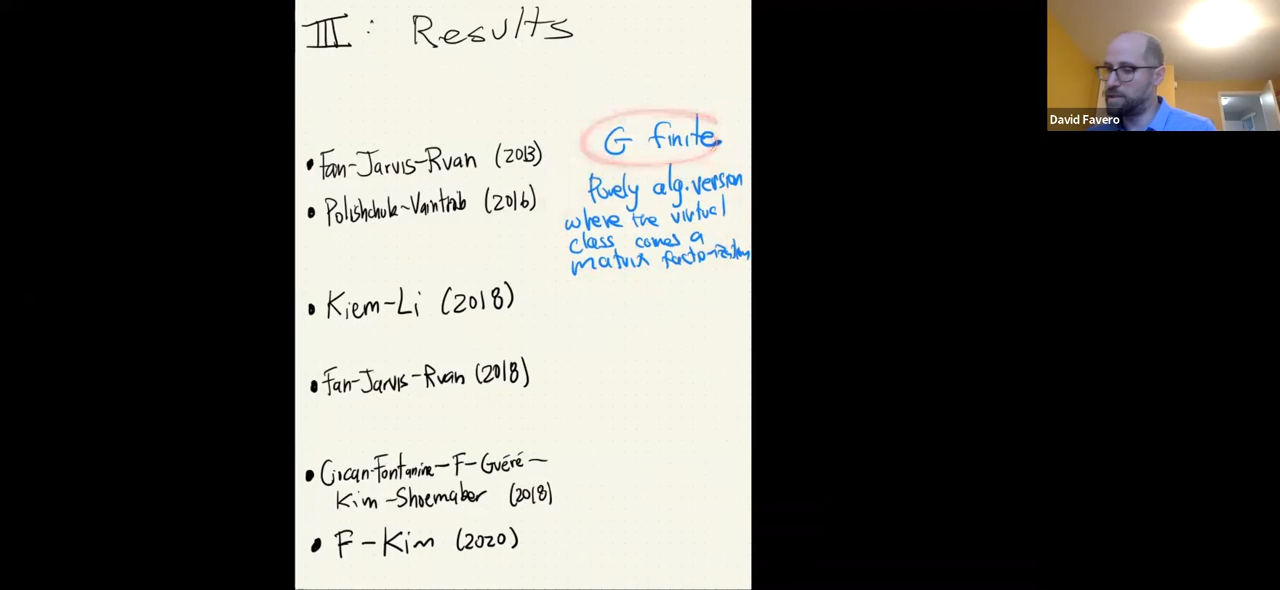 III: Results
G finite.
• Fan-Jarvis-Ruan (2013)
• Polishchuk-Vaintrob (2016)
Purely alg. version
where the virtual
class comes a
matrix factorization
• Kiem-Li (2018)
• Fan-Jarvis-Ruan (2018)
• Ciocan-Fontanine-F-Guéré-
Kim-Shoemaker (2018)
• F-Kim (2020)
David Favero